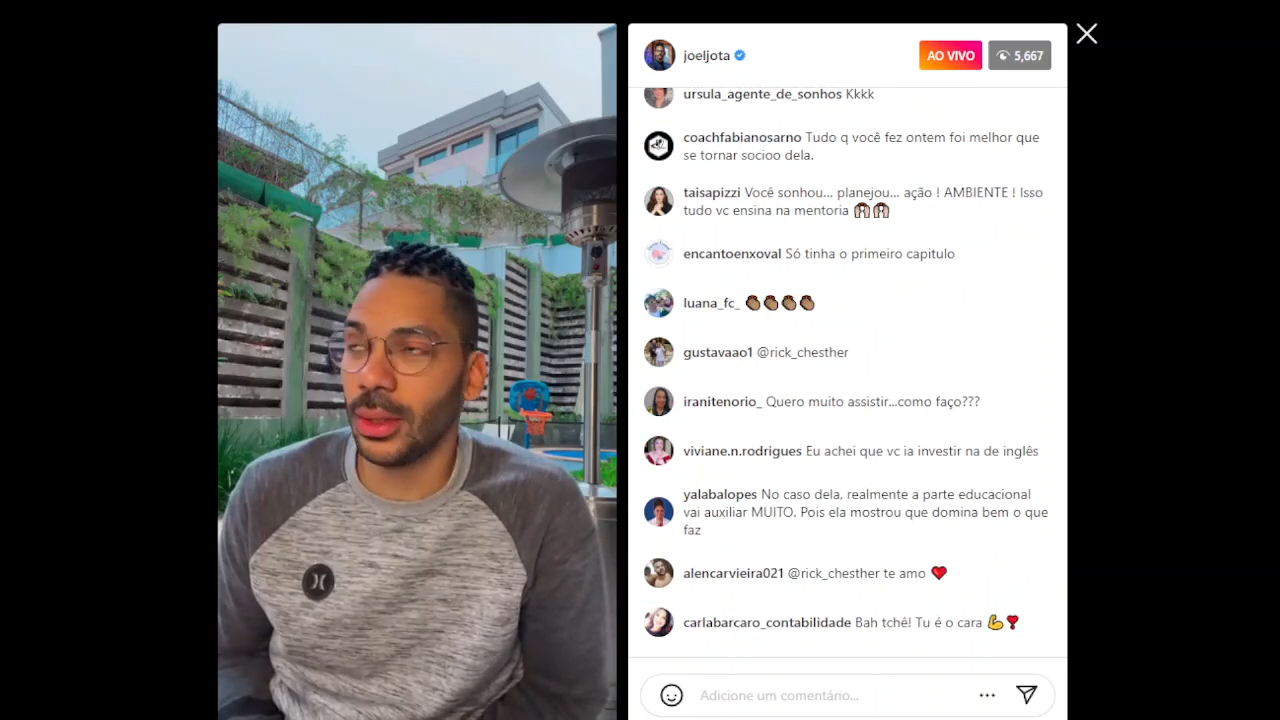 joeljota
AO VIVO
5,667
ursula_agente_de_sonhos Kkkk
coachfabianosarno Tudo q você fez ontem foi melhor que
se tornar socioo dela.
taisapizzi Você sonhou... planejou... ação ! AMBIENTE ! Isso
tudo vc ensina na mentoria 🙌🏼🙌🏼
encantoenxoval Só tinha o primeiro capitulo
luana_fc_ 👏🏽👏🏽👏🏽👏🏽
gustavaao1 @rick_chesther
iranitenorio_ Quero muito assistir...como faço???
viviane.n.rodrigues Eu achei que vc ia investir na de inglês
yalabalopes No caso dela, realmente a parte educacional
vai auxiliar MUITO. Pois ela mostrou que domina bem o que
faz
alencarvieira021 @rick_chesther te amo ❤️
carlabarcaro_contabilidade Bah tchê! Tu é o cara 💪❣️
Adicione um comentário...